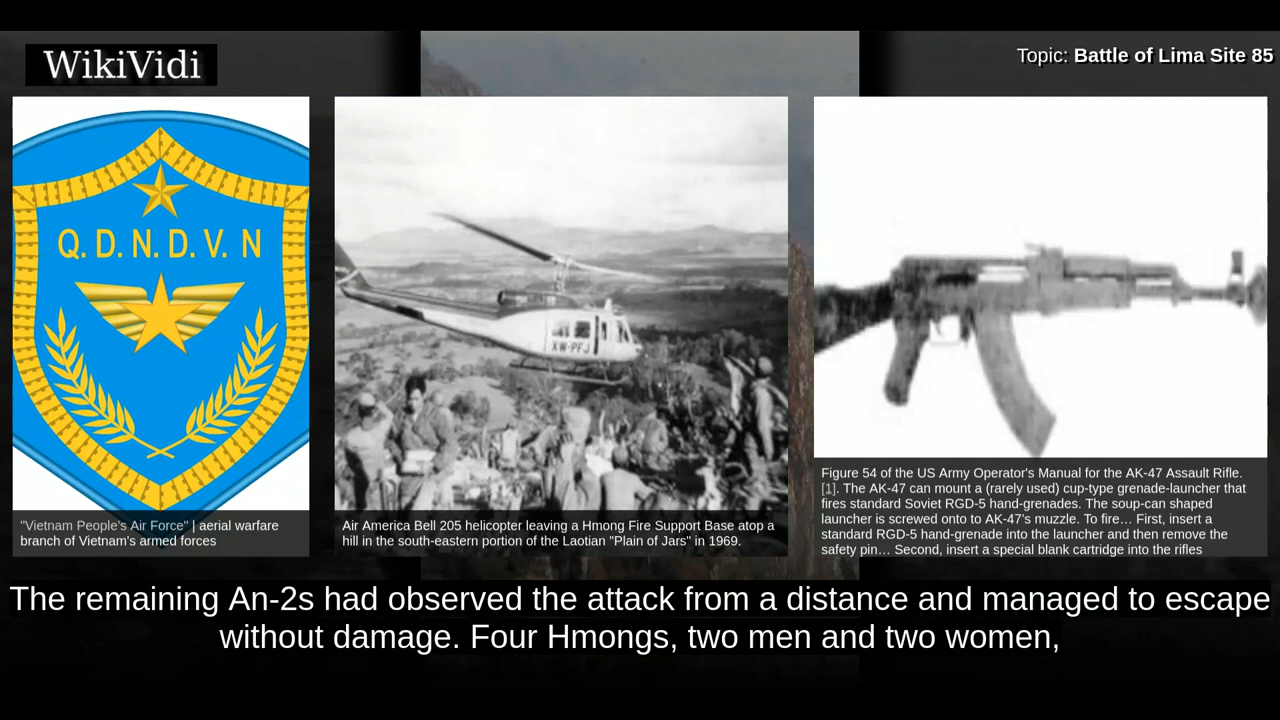 WikiVidi
Topic: Battle of Lima Site 85
Q. D. N. D. V. N
"Vietnam People's Air Force" | aerial warfare
branch of Vietnam's armed forces
XW-PFJ
Air America Bell 205 helicopter leaving a Hmong Fire Support Base atop a
hill in the south-eastern portion of the Laotian "Plain of Jars" in 1969.
Figure 54 of the US Army Operator's Manual for the AK-47 Assault Rifle.
[1]. The AK-47 can mount a (rarely used) cup-type grenade-launcher that
fires standard Soviet RGD-5 hand-grenades. The soup-can shaped
launcher is screwed onto to AK-47's muzzle. To fire… First, insert a
standard RGD-5 hand-grenade into the launcher and then remove the
safety pin… Second, insert a special blank cartridge into the rifles
The remaining An-2s had observed the attack from a distance and managed to escape
without damage. Four Hmongs, two men and two women,